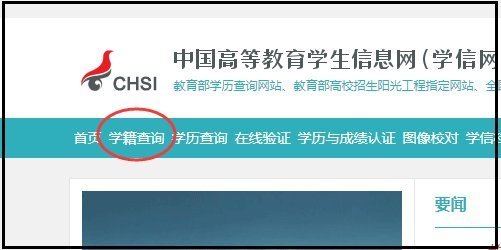 中国高等教育学生信息网(学信网
CHSI
教育部学历查询网站、教育部高校招生阳光工程指定网站、全国
首页 学籍查询 学历查询 在线验证 学历与成绩认证 图像校对 学信
要闻